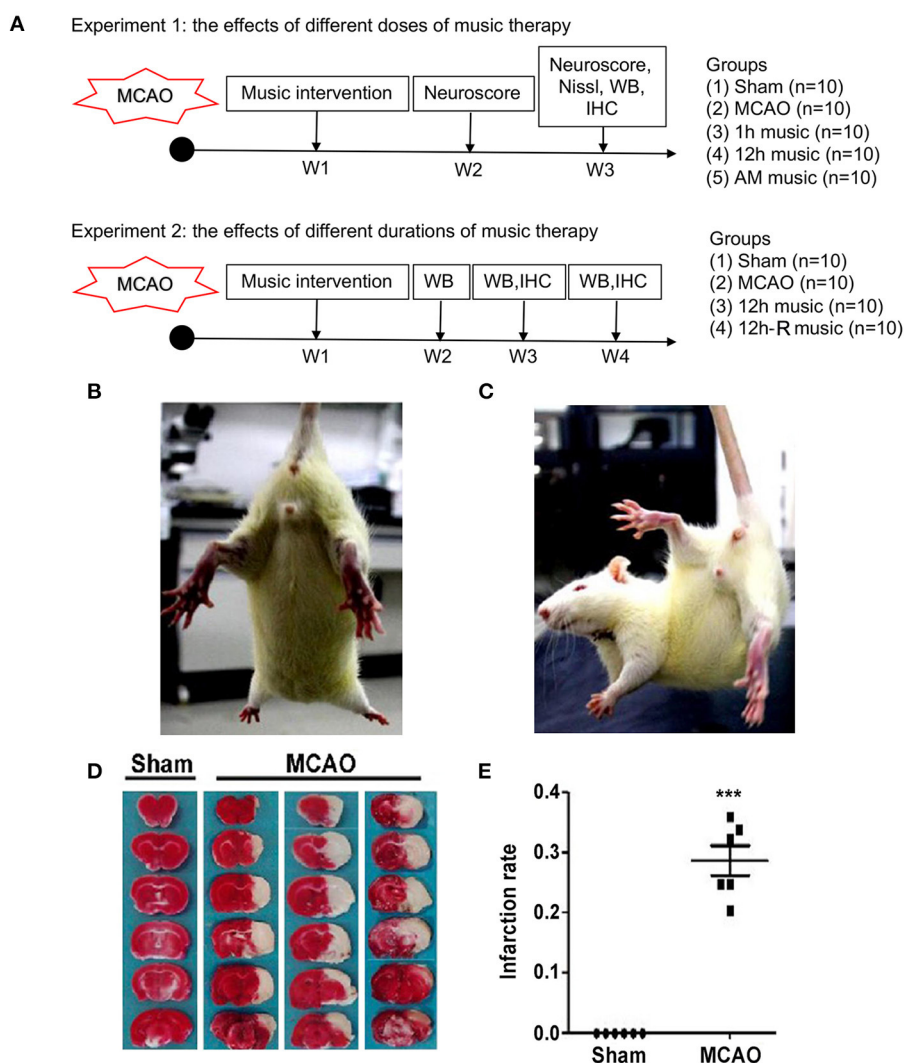 A
Experiment 1: the effects of different doses of music therapy
MCAO
Music intervention
Neuroscore
Neuroscore,
Nissl, WB,
IHC
W1
W2
W3
Groups
(1) Sham (n=10)
(2) MCAO (n=10)
(3) 1h music (n=10)
(4) 12h music (n=10)
(5) AM music (n=10)
Experiment 2: the effects of different durations of music therapy
MCAO
Music intervention
WB
WB,IHC
WB,IHC
W1
W2
W3
W4
Groups
(1) Sham (n=10)
(2) MCAO (n=10)
(3) 12h music (n=10)
(4) 12h-R music (n=10)
B
C
D
Sham
MCAO
E
Infarction rate
0.4
0.3
0.2
0.1
0.0
***
Sham
MCAO